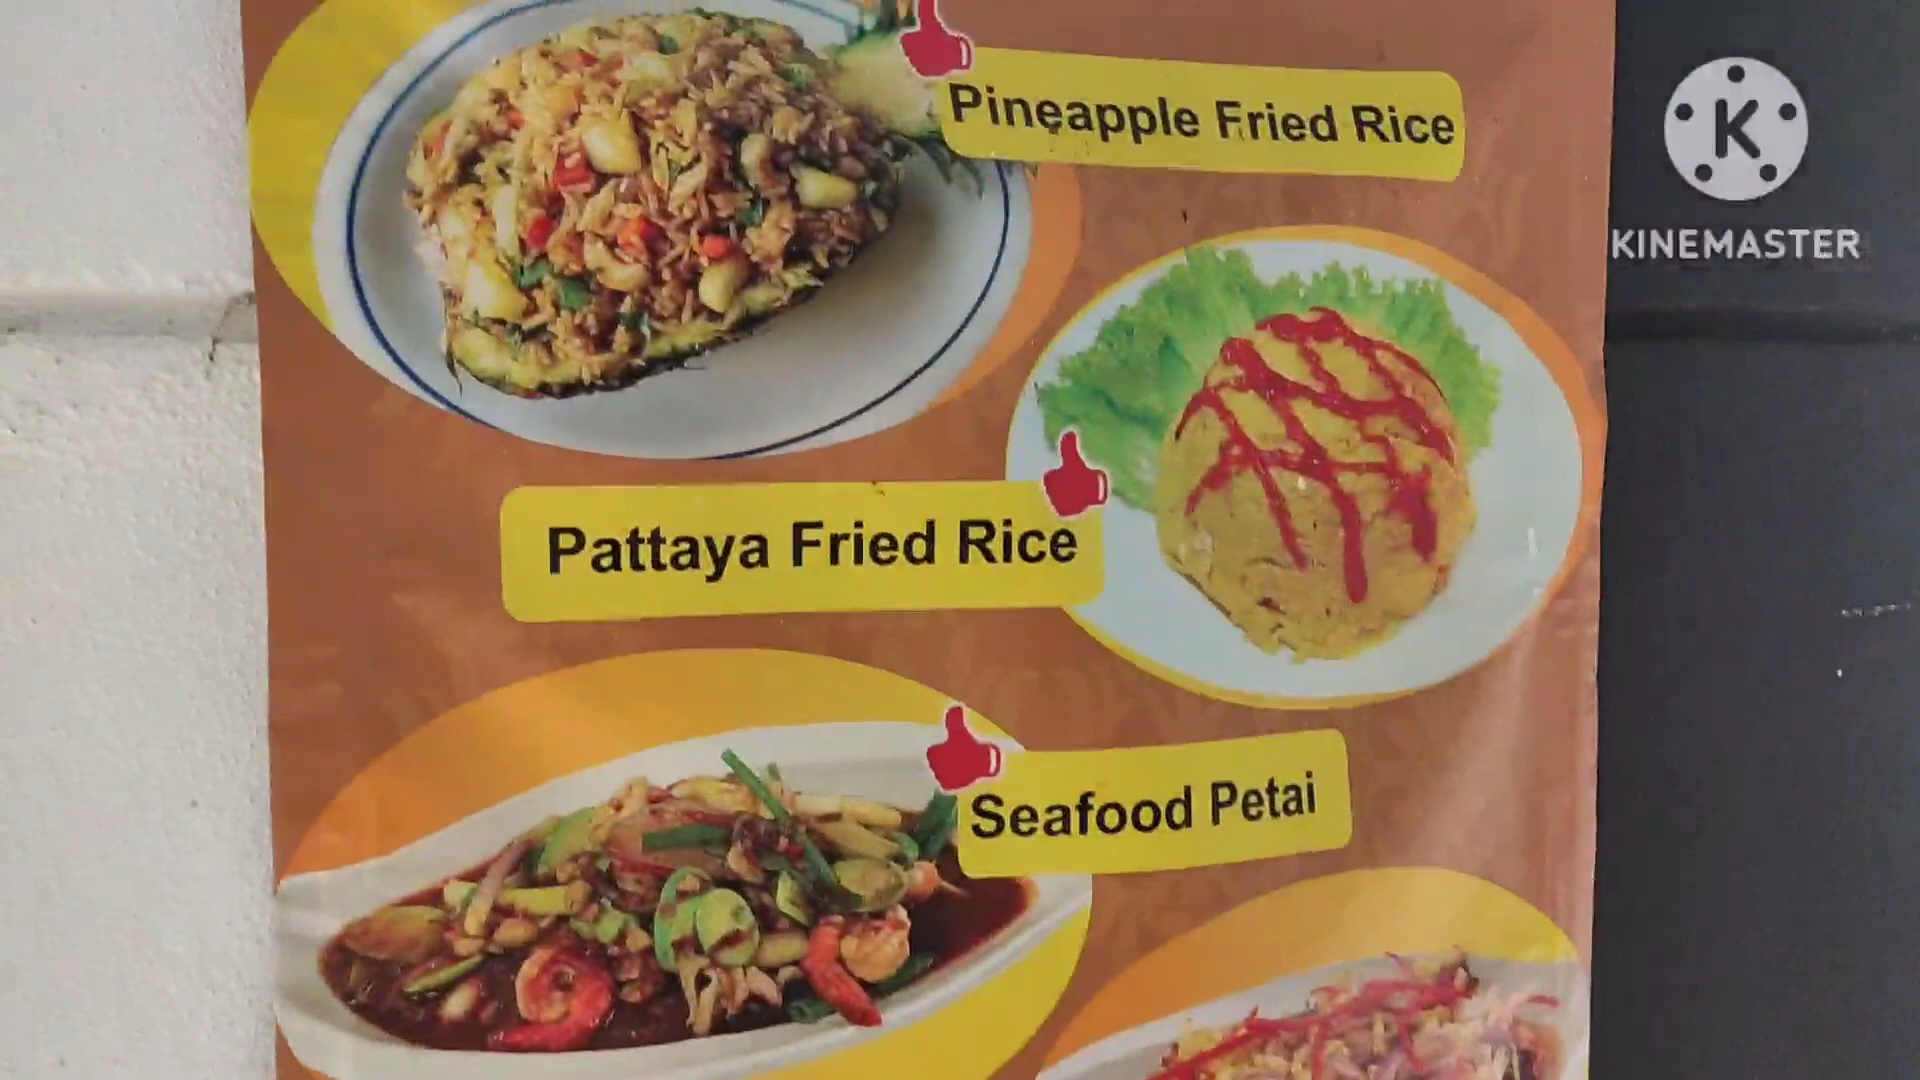 Pineapple Fried Rice
K
KINEMASTER
Pattaya Fried Rice
Seafood Petai